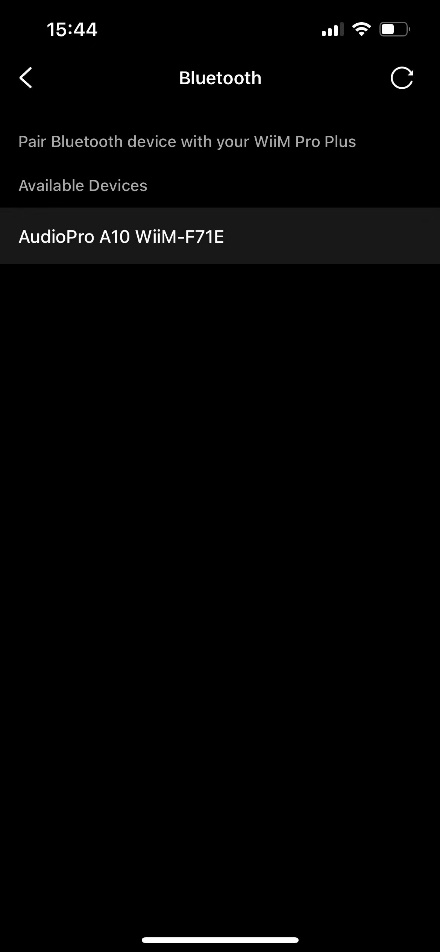 15:44
Bluetooth
Pair Bluetooth device with your WiiM Pro Plus
Available Devices
AudioPro A10 WiiM-F71E